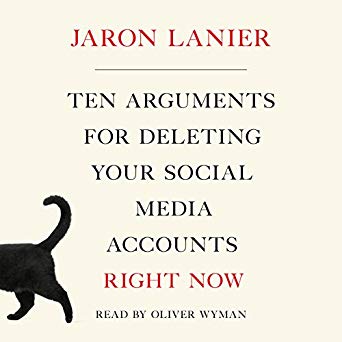 JARON LANIER
TEN ARGUMENTS
FOR DELETING
YOUR SOCIAL
MEDIA
ACCOUNTS
RIGHT NOW
READ BY OLIVER WYMAN